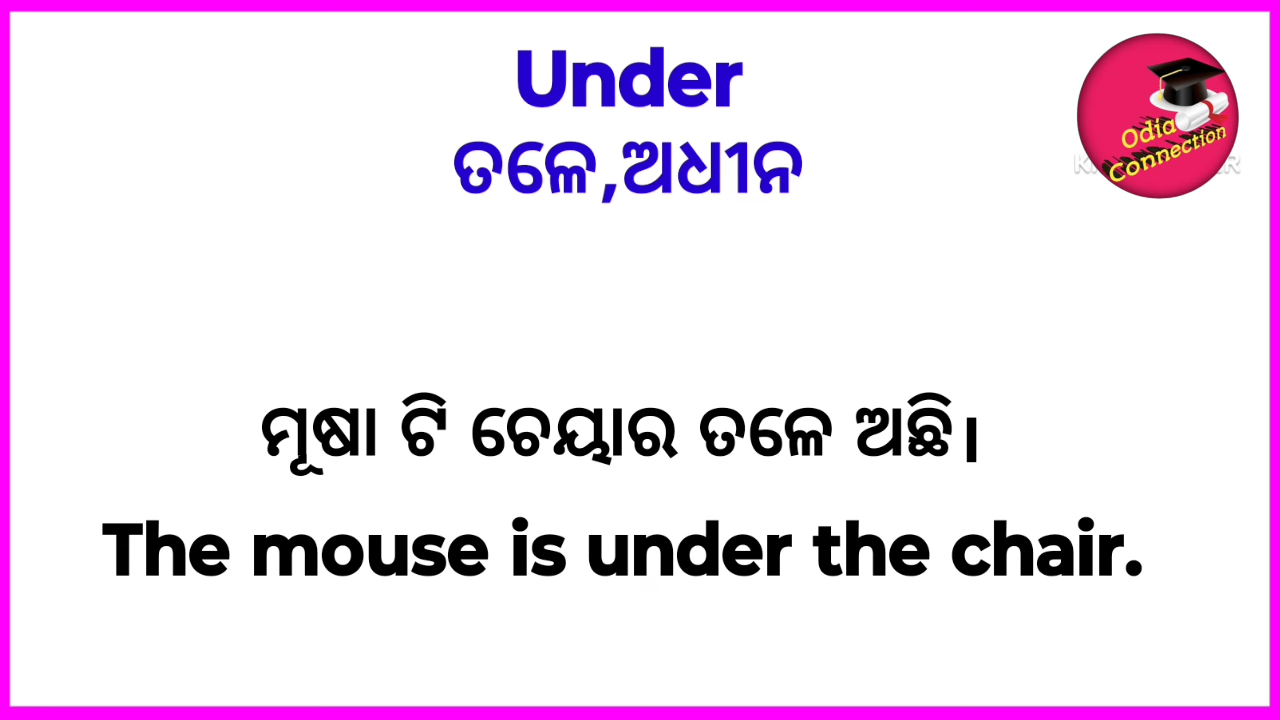 Under
ତଳେ,ଅଧୀନ
Odia
Connection
ମୂଷା ଟି ଚେୟାର ତଳେ ଅଛି।
The mouse is under the chair.